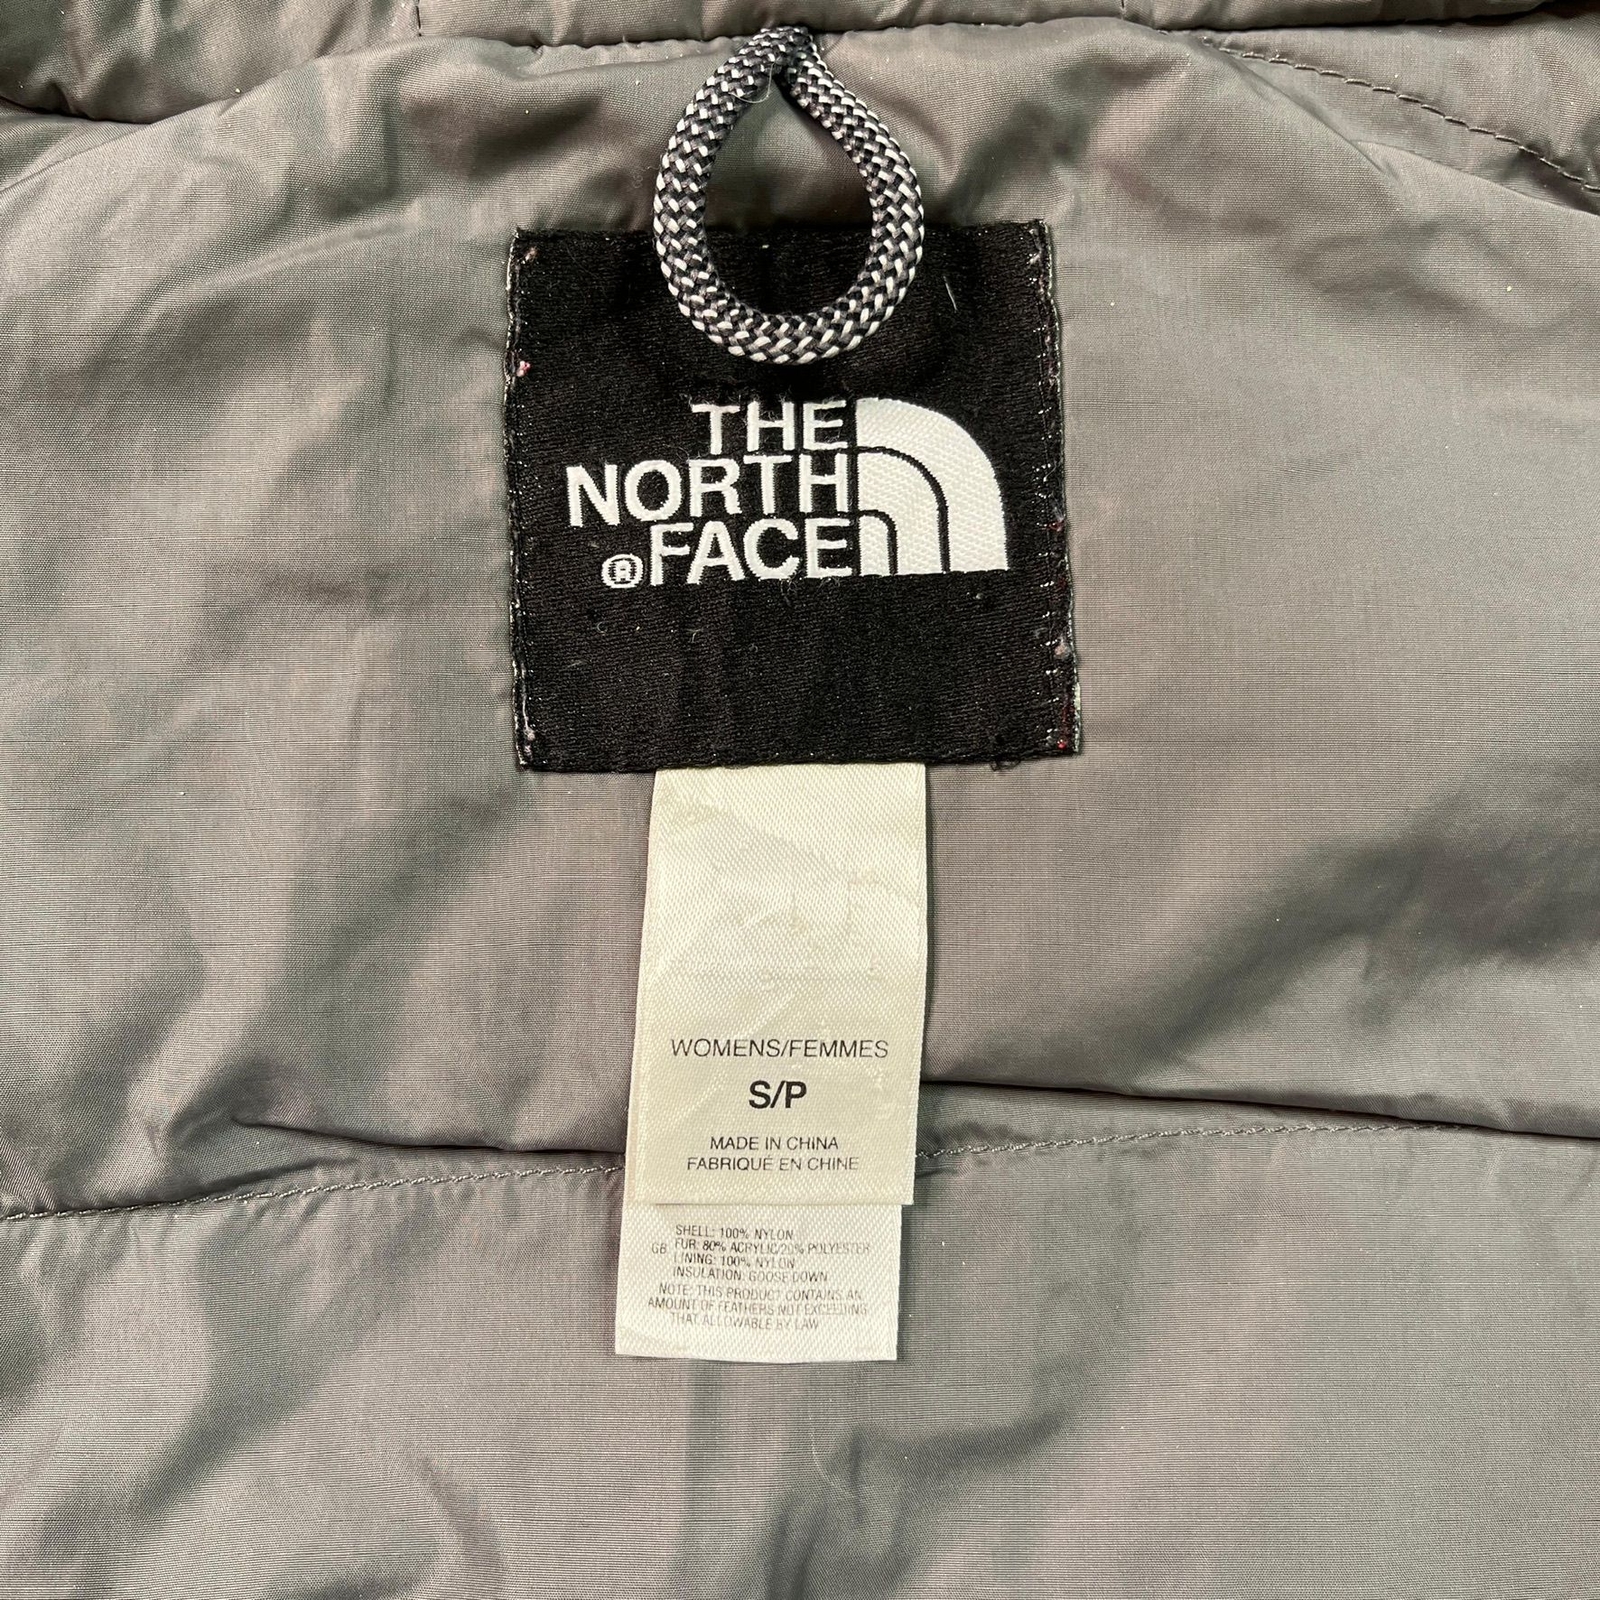 THE
NORTH
®FACE
WOMENS/FEMMES
S/P
MADE IN CHINA
FABRIQUÉ EN CHINE
SHELL: 100% NYLON
GB FUR: 80% ACRYLIC/20% POLYESTER
LINING: 100% NYLON
INSULATION: GOOSE DOWN
NOTE: THIS PRODUCT CONTAINS AN
AMOUNT OF FEATHERS NOT EXCEEDING
THAT ALLOWABLE BY LAW